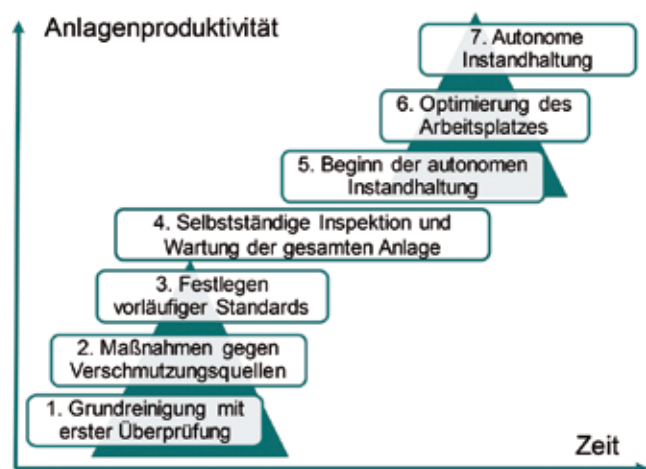 Anlagenproduktivität
7. Autonome
Instandhaltung
6. Optimierung des
Arbeitsplatzes
5. Beginn der autonomen
Instandhaltung
4. Selbstständige Inspektion und
Wartung der gesamten Anlage
3. Festlegen
vorläufiger Standards
2. Maßnahmen gegen
Verschmutzungsquellen
1. Grundreinigung mit
erster Überprüfung
Zeit